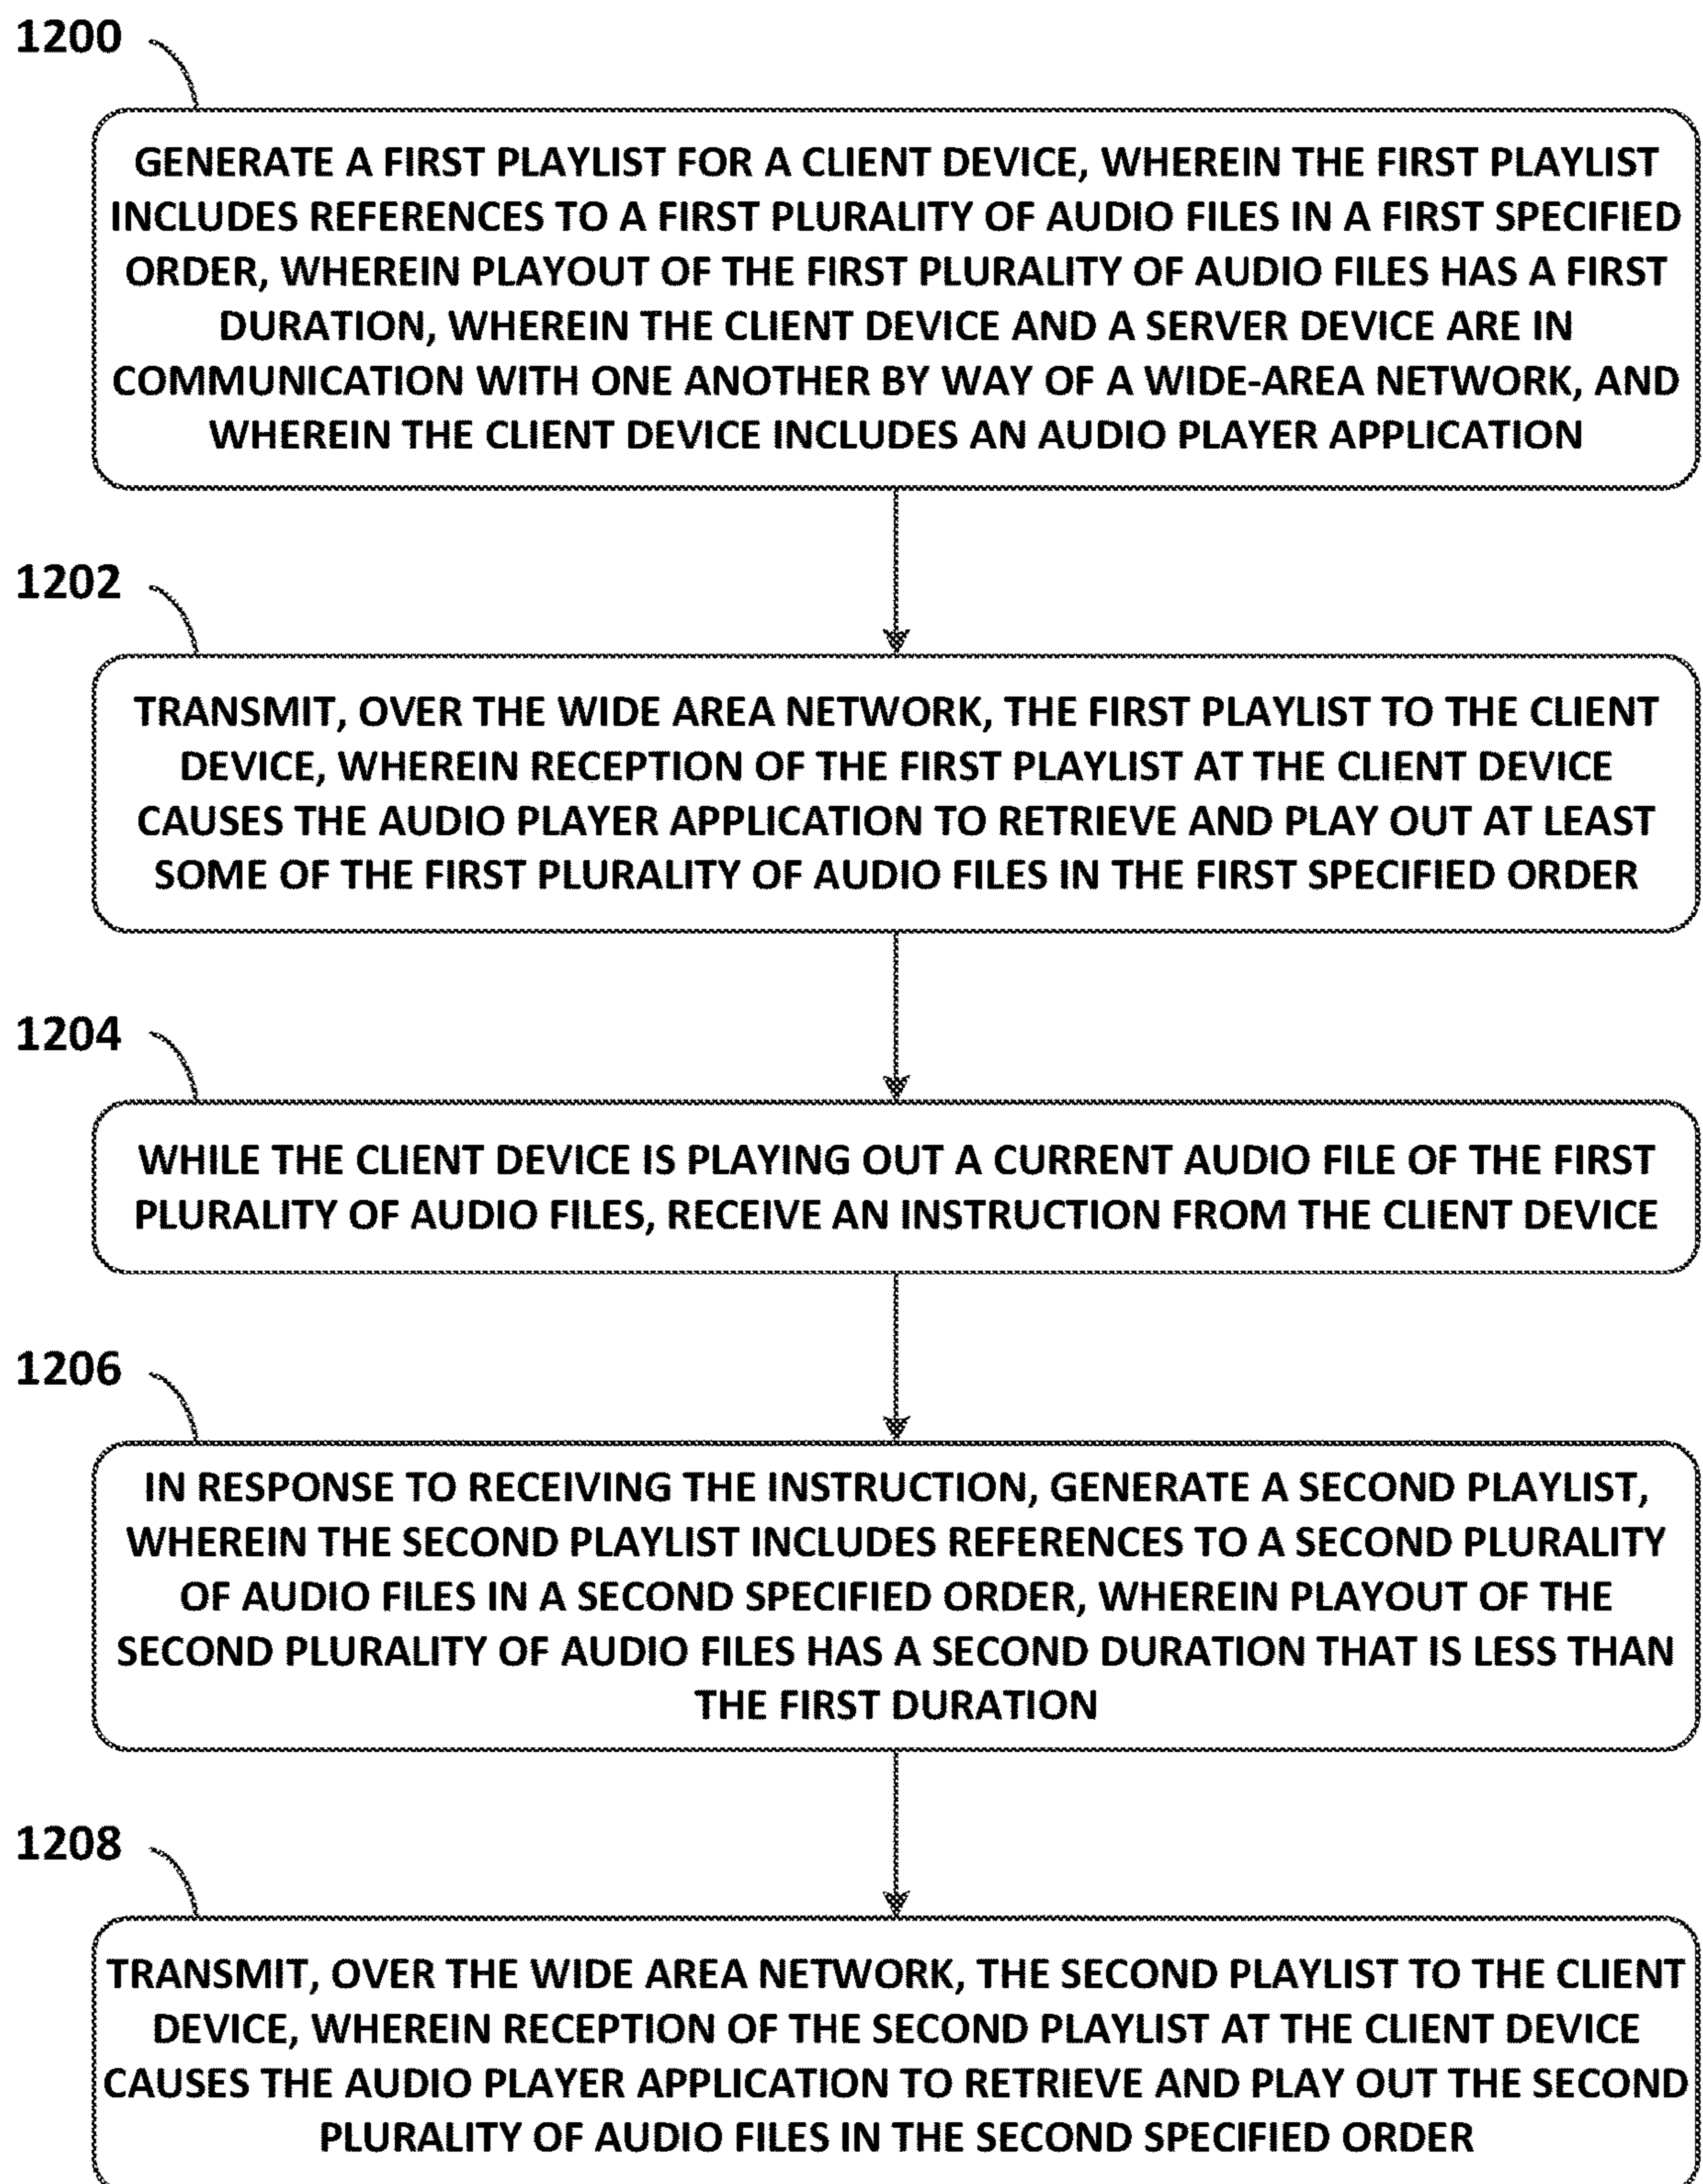 1200
GENERATE A FIRST PLAYLIST FOR A CLIENT DEVICE, WHEREIN THE FIRST PLAYLIST
INCLUDES REFERENCES TO A FIRST PLURALITY OF AUDIO FILES IN A FIRST SPECIFIED
ORDER, WHEREIN PLAYOUT OF THE FIRST PLURALITY OF AUDIO FILES HAS A FIRST
DURATION, WHEREIN THE CLIENT DEVICE AND A SERVER DEVICE ARE IN
COMMUNICATION WITH ONE ANOTHER BY WAY OF A WIDE-AREA NETWORK, AND
WHEREIN THE CLIENT DEVICE INCLUDES AN AUDIO PLAYER APPLICATION
1202
TRANSMIT, OVER THE WIDE AREA NETWORK, THE FIRST PLAYLIST TO THE CLIENT
DEVICE, WHEREIN RECEPTION OF THE FIRST PLAYLIST AT THE CLIENT DEVICE
CAUSES THE AUDIO PLAYER APPLICATION TO RETRIEVE AND PLAY OUT AT LEAST
SOME OF THE FIRST PLURALITY OF AUDIO FILES IN THE FIRST SPECIFIED ORDER
1204
WHILE THE CLIENT DEVICE IS PLAYING OUT A CURRENT AUDIO FILE OF THE FIRST
PLURALITY OF AUDIO FILES, RECEIVE AN INSTRUCTION FROM THE CLIENT DEVICE
1206
IN RESPONSE TO RECEIVING THE INSTRUCTION, GENERATE A SECOND PLAYLIST,
WHEREIN THE SECOND PLAYLIST INCLUDES REFERENCES TO A SECOND PLURALITY
OF AUDIO FILES IN A SECOND SPECIFIED ORDER, WHEREIN PLAYOUT OF THE
SECOND PLURALITY OF AUDIO FILES HAS A SECOND DURATION THAT IS LESS THAN
THE FIRST DURATION
1208
TRANSMIT, OVER THE WIDE AREA NETWORK, THE SECOND PLAYLIST TO THE CLIENT
DEVICE, WHEREIN RECEPTION OF THE SECOND PLAYLIST AT THE CLIENT DEVICE
CAUSES THE AUDIO PLAYER APPLICATION TO RETRIEVE AND PLAY OUT THE SECOND
PLURALITY OF AUDIO FILES IN THE SECOND SPECIFIED ORDER